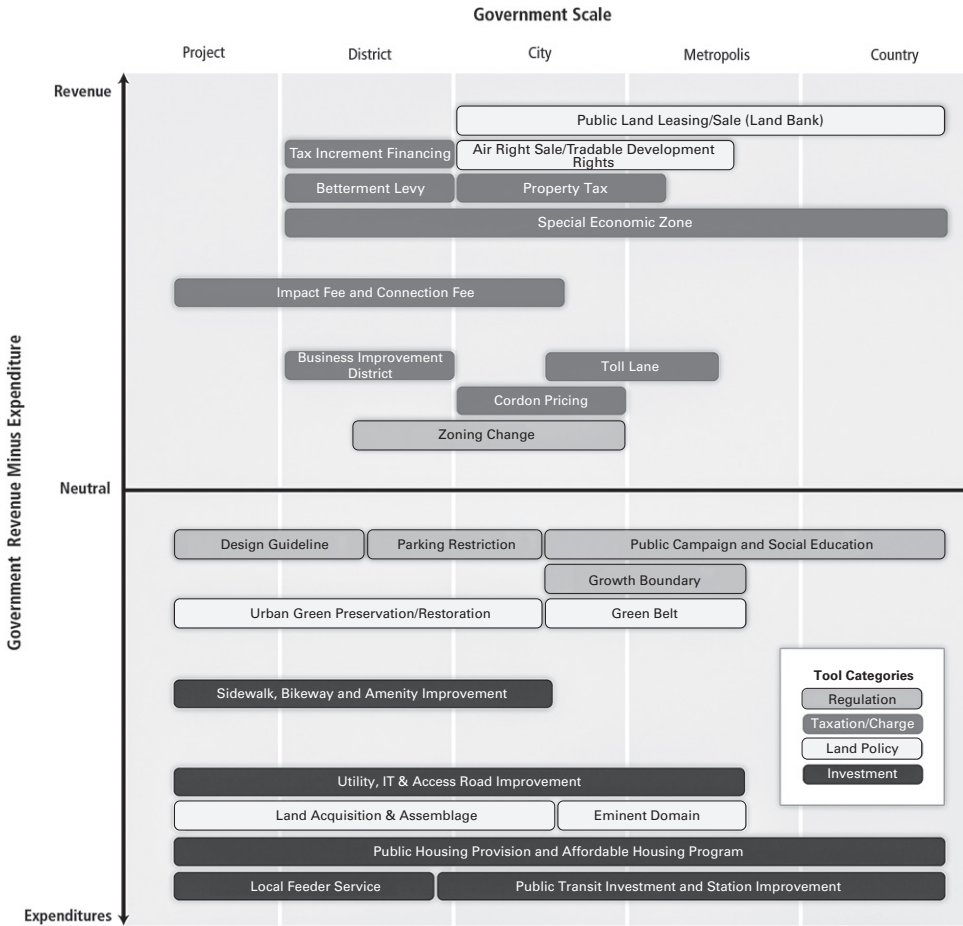 Government Scale
Project District City Metropolis Country
Revenue
Public Land Leasing/Sale (Land Bank)
Tax Increment Financing
Air Right Sale/Tradable Development
Rights
Betterment Levy
Property Tax
Special Economic Zone
Impact Fee and Connection Fee
Business Improvement
District
Toll Lane
Cordon Pricing
Zoning Change
Government Revenue Minus Expenditure
Neutral
Design Guideline
Parking Restriction
Public Campaign and Social Education
Growth Boundary
Urban Green Preservation/Restoration
Green Belt
Sidewalk, Bikeway and Amenity Improvement
Utility, IT & Access Road Improvement
Land Acquisition & Assemblage
Eminent Domain
Public Housing Provision and Affordable Housing Program
Local Feeder Service
Public Transit Investment and Station Improvement
Expenditures
Tool Categories
Regulation
Taxation/Charge
Land Policy
Investment